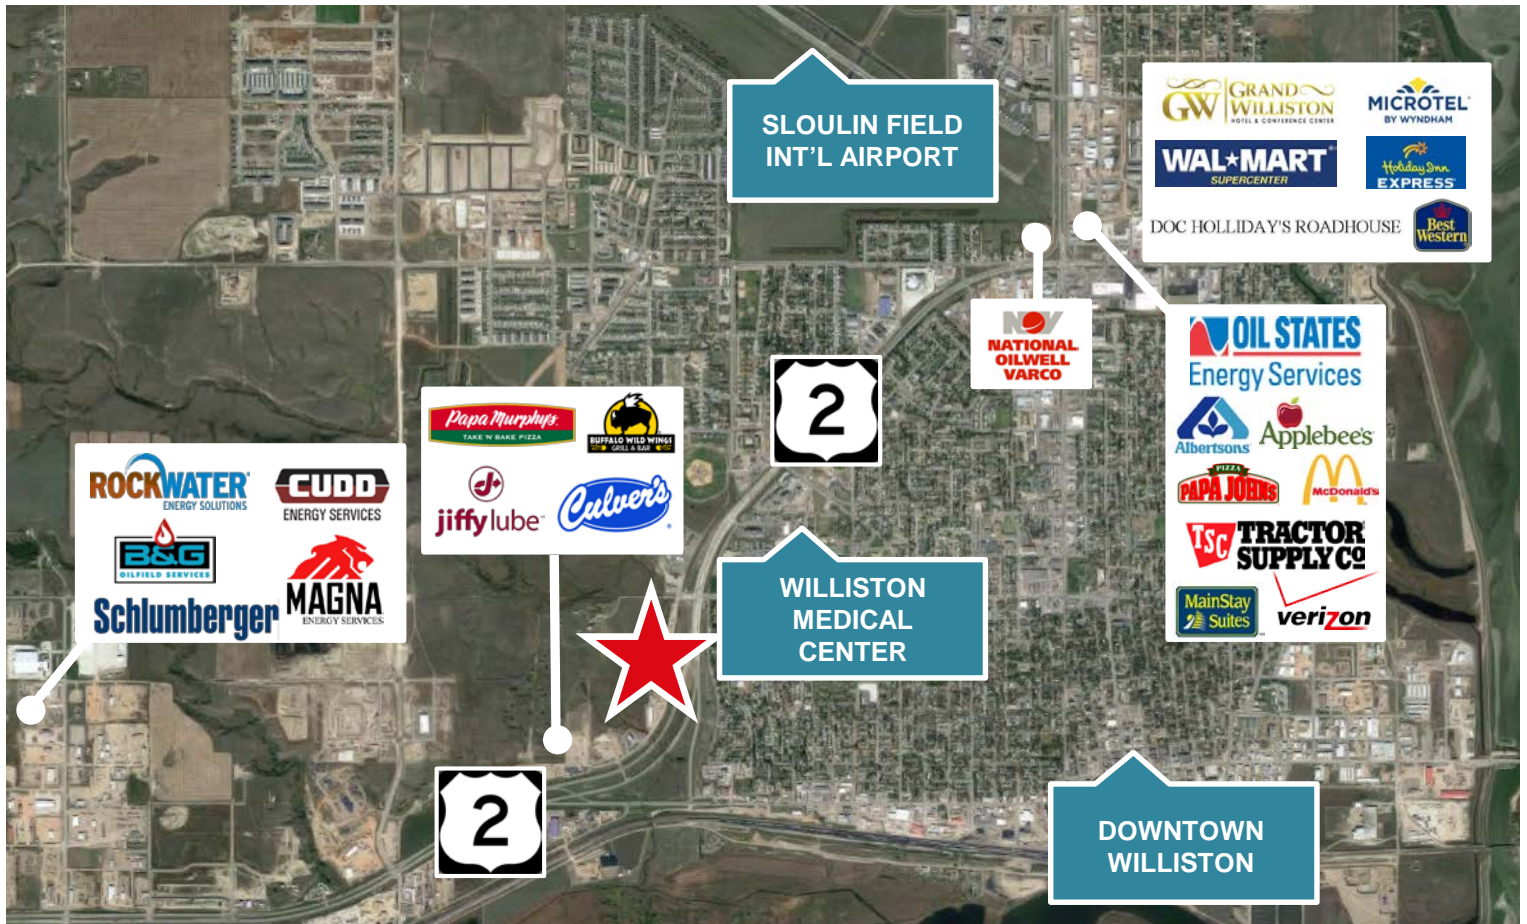 SLOULIN FIELD
INT'L AIRPORT
GW
GRAND
WILLISTON
HOTEL & CONFERENCE CENTER
MICROTEL
BY WYNDHAM
WAL★MART®
SUPERCENTER
Holiday Inn
EXPRESS
DOC HOLLIDAY'S ROADHOUSE
Best
Western
NOV
NATIONAL
OILWELL
VARCO
OIL STATES
Energy Services
Albertsons
Applebee's
PIZZA
PAPA JOHN'S
McDonald's
TSC
TRACTOR
SUPPLY CO
MainStay
Suites
verizon
2
Papa Murphy's
TAKE 'N' BAKE PIZZA
BUFFALO WILD WINGS
GRILL & BAR
J
jiffy lube
Culver's®
ROCKWATER
ENERGY SOLUTIONS
CUDD
ENERGY SERVICES
B&G
OILFIELD SERVICES
MAGNA
ENERGY SERVICES
Schlumberger
WILLISTON
MEDICAL
CENTER
2
DOWNTOWN
WILLISTON